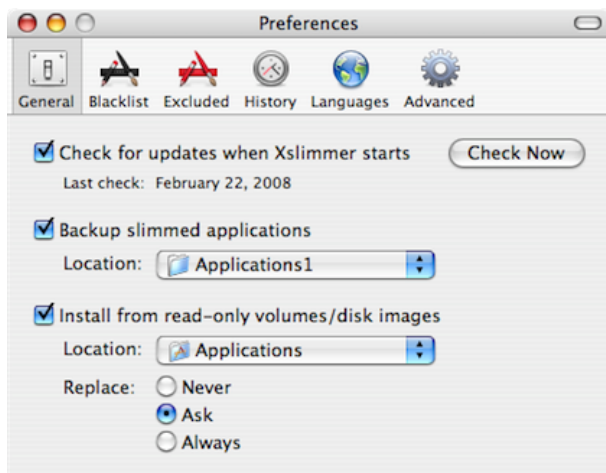 Preferences
General Blacklist Excluded History Languages Advanced
Check for updates when Xslimmer starts Check Now
Last check: February 22, 2008
Backup slimmed applications
Location: Applications1
Install from read-only volumes/disk images
Location: Applications
Replace: Never
Ask
Always